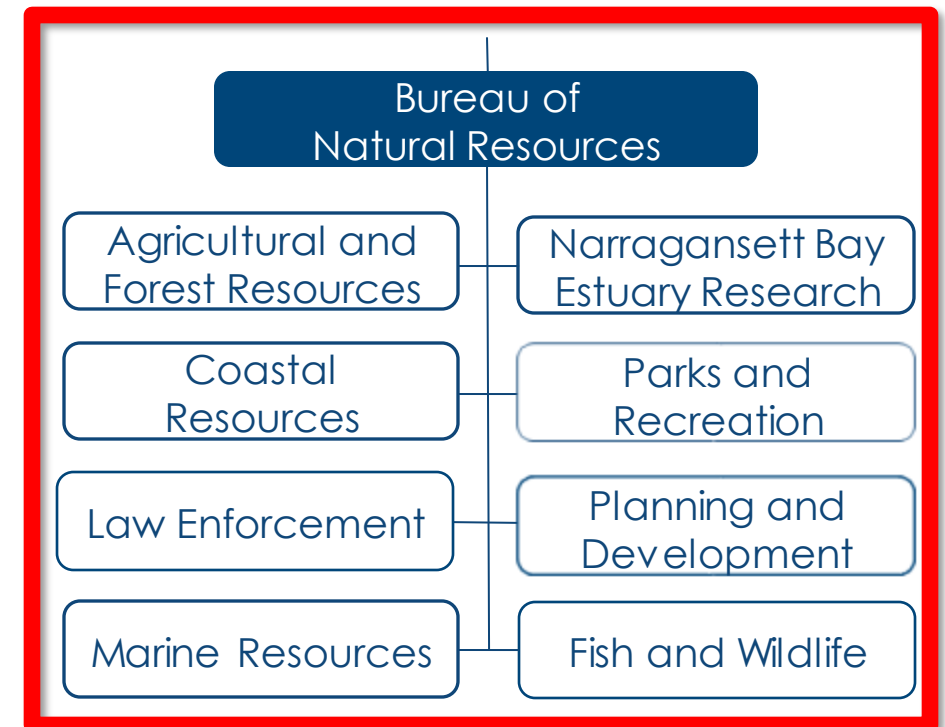 Bureau of
Natural Resources
Agricultural and
Forest Resources
Narragansett Bay
Estuary Research
Coastal
Resources
Parks and
Recreation
Law Enforcement
Planning and
Development
Marine Resources
Fish and Wildlife